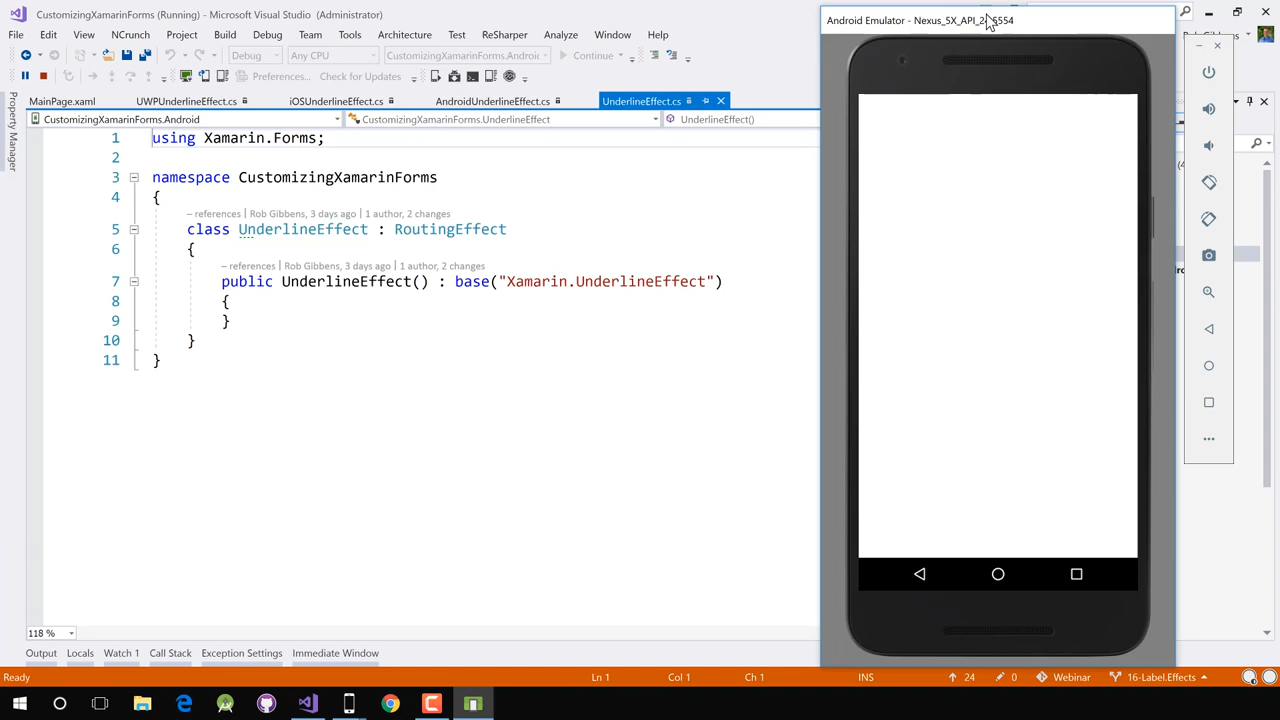 CustomizingXamarinForms (Running) - Microsoft Visual Studio (Administrator)
File Edit View NCrunch Project Build Debug Team Tools Architecture Test ReSharper Analyze Window Help
Debug Any CPU CustomizingXamarinForms.Android Continue
Preferences... Check for Updates
MainPage.xaml UWPUnderlineEffect.cs iOSUnderlineEffect.cs AndroidUnderlineEffect.cs UnderlineEffect.cs
CustomizingXamarinForms.Android CustomizingXamarinForms.UnderlineEffect UnderlineEffect()
Property Manager
1 using Xamarin.Forms;
2
3 namespace CustomizingXamarinForms
4 {
– references | Rob Gibbens, 3 days ago | 1 author, 2 changes
5 class UnderlineEffect : RoutingEffect
6 {
– references | Rob Gibbens, 3 days ago | 1 author, 2 changes
7 public UnderlineEffect() : base("Xamarin.UnderlineEffect")
8 {
9 }
10 }
11 }
118 %
Output Locals Watch 1 Call Stack Exception Settings Immediate Window
Ready Ln 1 Col 1 Ch 1 INS 24 0 Webinar 16-Label.Effects
Android Emulator - Nexus_5X_API_2 5554